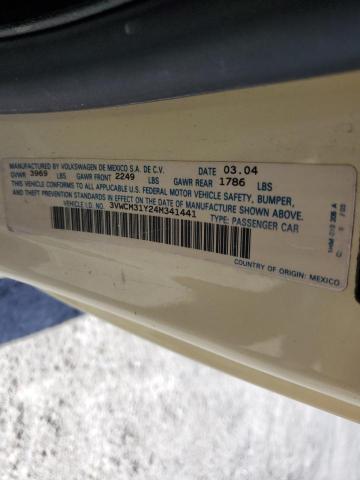 MANUFACTURED BY VOLKSWAGEN DE MEXICO S.A. DE C.V. DATE 03.04
GVWR 3969 LBS GAWR FRONT 2249 LBS GAWR REAR 1786 LBS
THIS VEHICLE CONFORMS TO ALL APPLICABLE U.S. FEDERAL MOTOR VEHICLE SAFETY, BUMPER,
AND THEFT PREVENTION STANDARDS IN EFFECT ON THE DATE OF MANUFACTURE SHOWN ABOVE.
VEHICLE I.D. NO. 3VWCM31Y24M341441 TYPE: PASSENGER CAR
COUNTRY OF ORIGIN: MEXICO